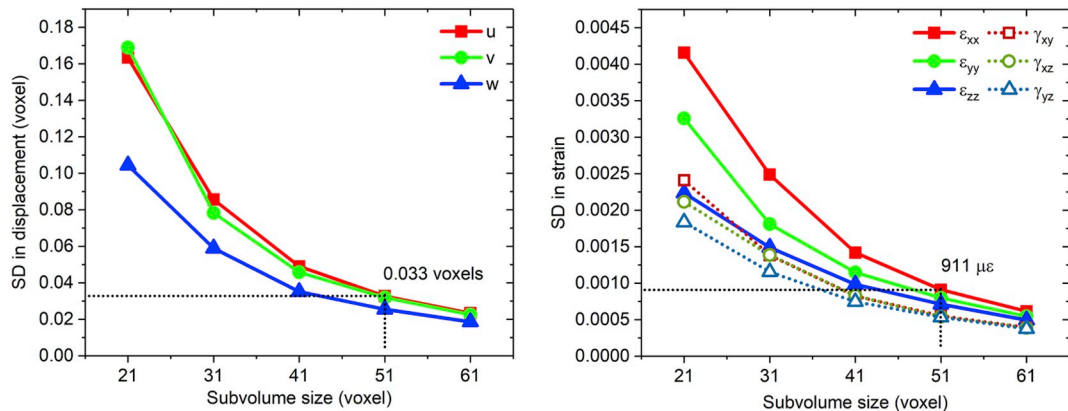 0.18
0.16
0.14
0.12
0.10
0.08
0.06
0.04
0.02
0.00
SD in displacement (voxel)
u
v
w
0.033 voxels
21 31 41 51 61
Subvolume size (voxel)
0.0045
0.0040
0.0035
0.0030
0.0025
0.0020
0.0015
0.0010
0.0005
0.0000
SD in strain
εxx γxy
εyy γxz
εzz γyz
911 με
21 31 41 51 61
Subvolume size (voxel)